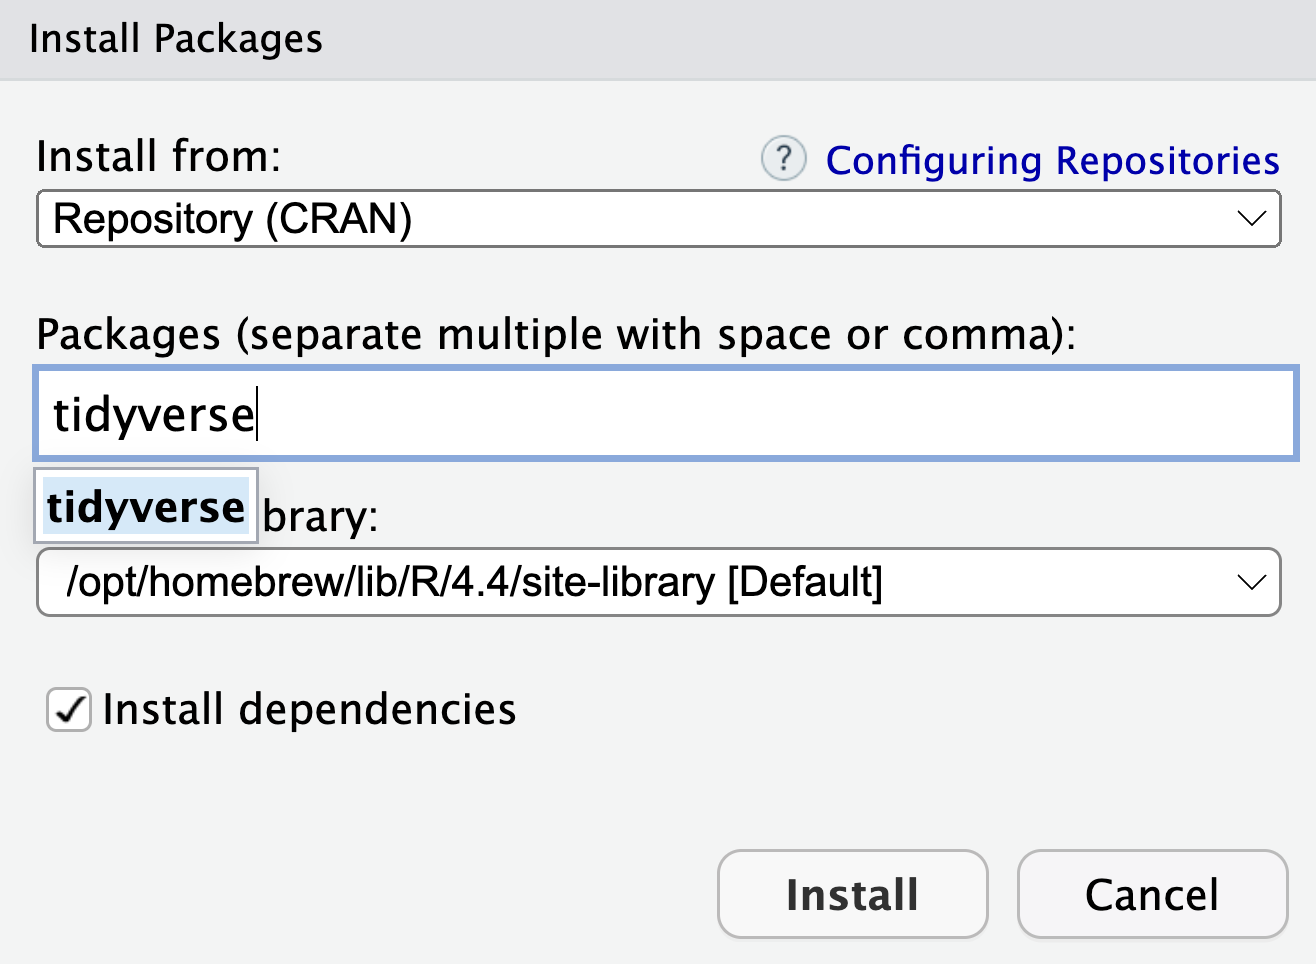 Install Packages
Install from:
? Configuring Repositories
Repository (CRAN)
Packages (separate multiple with space or comma):
tidyverse
tidyverse
brary:
/opt/homebrew/lib/R/4.4/site-library [Default]
Install dependencies
Install Cancel